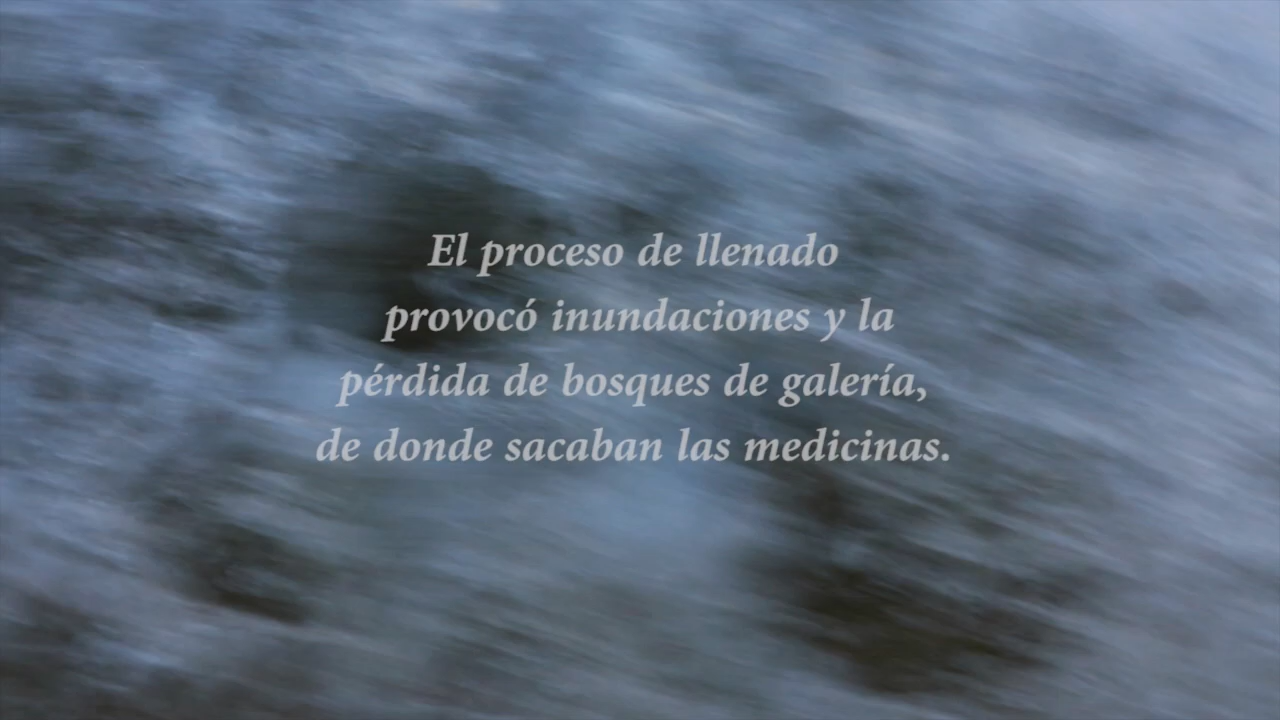 El proceso de llenado
provocó inundaciones y la
pérdida de bosques de galería,
de donde sacaban las medicinas.